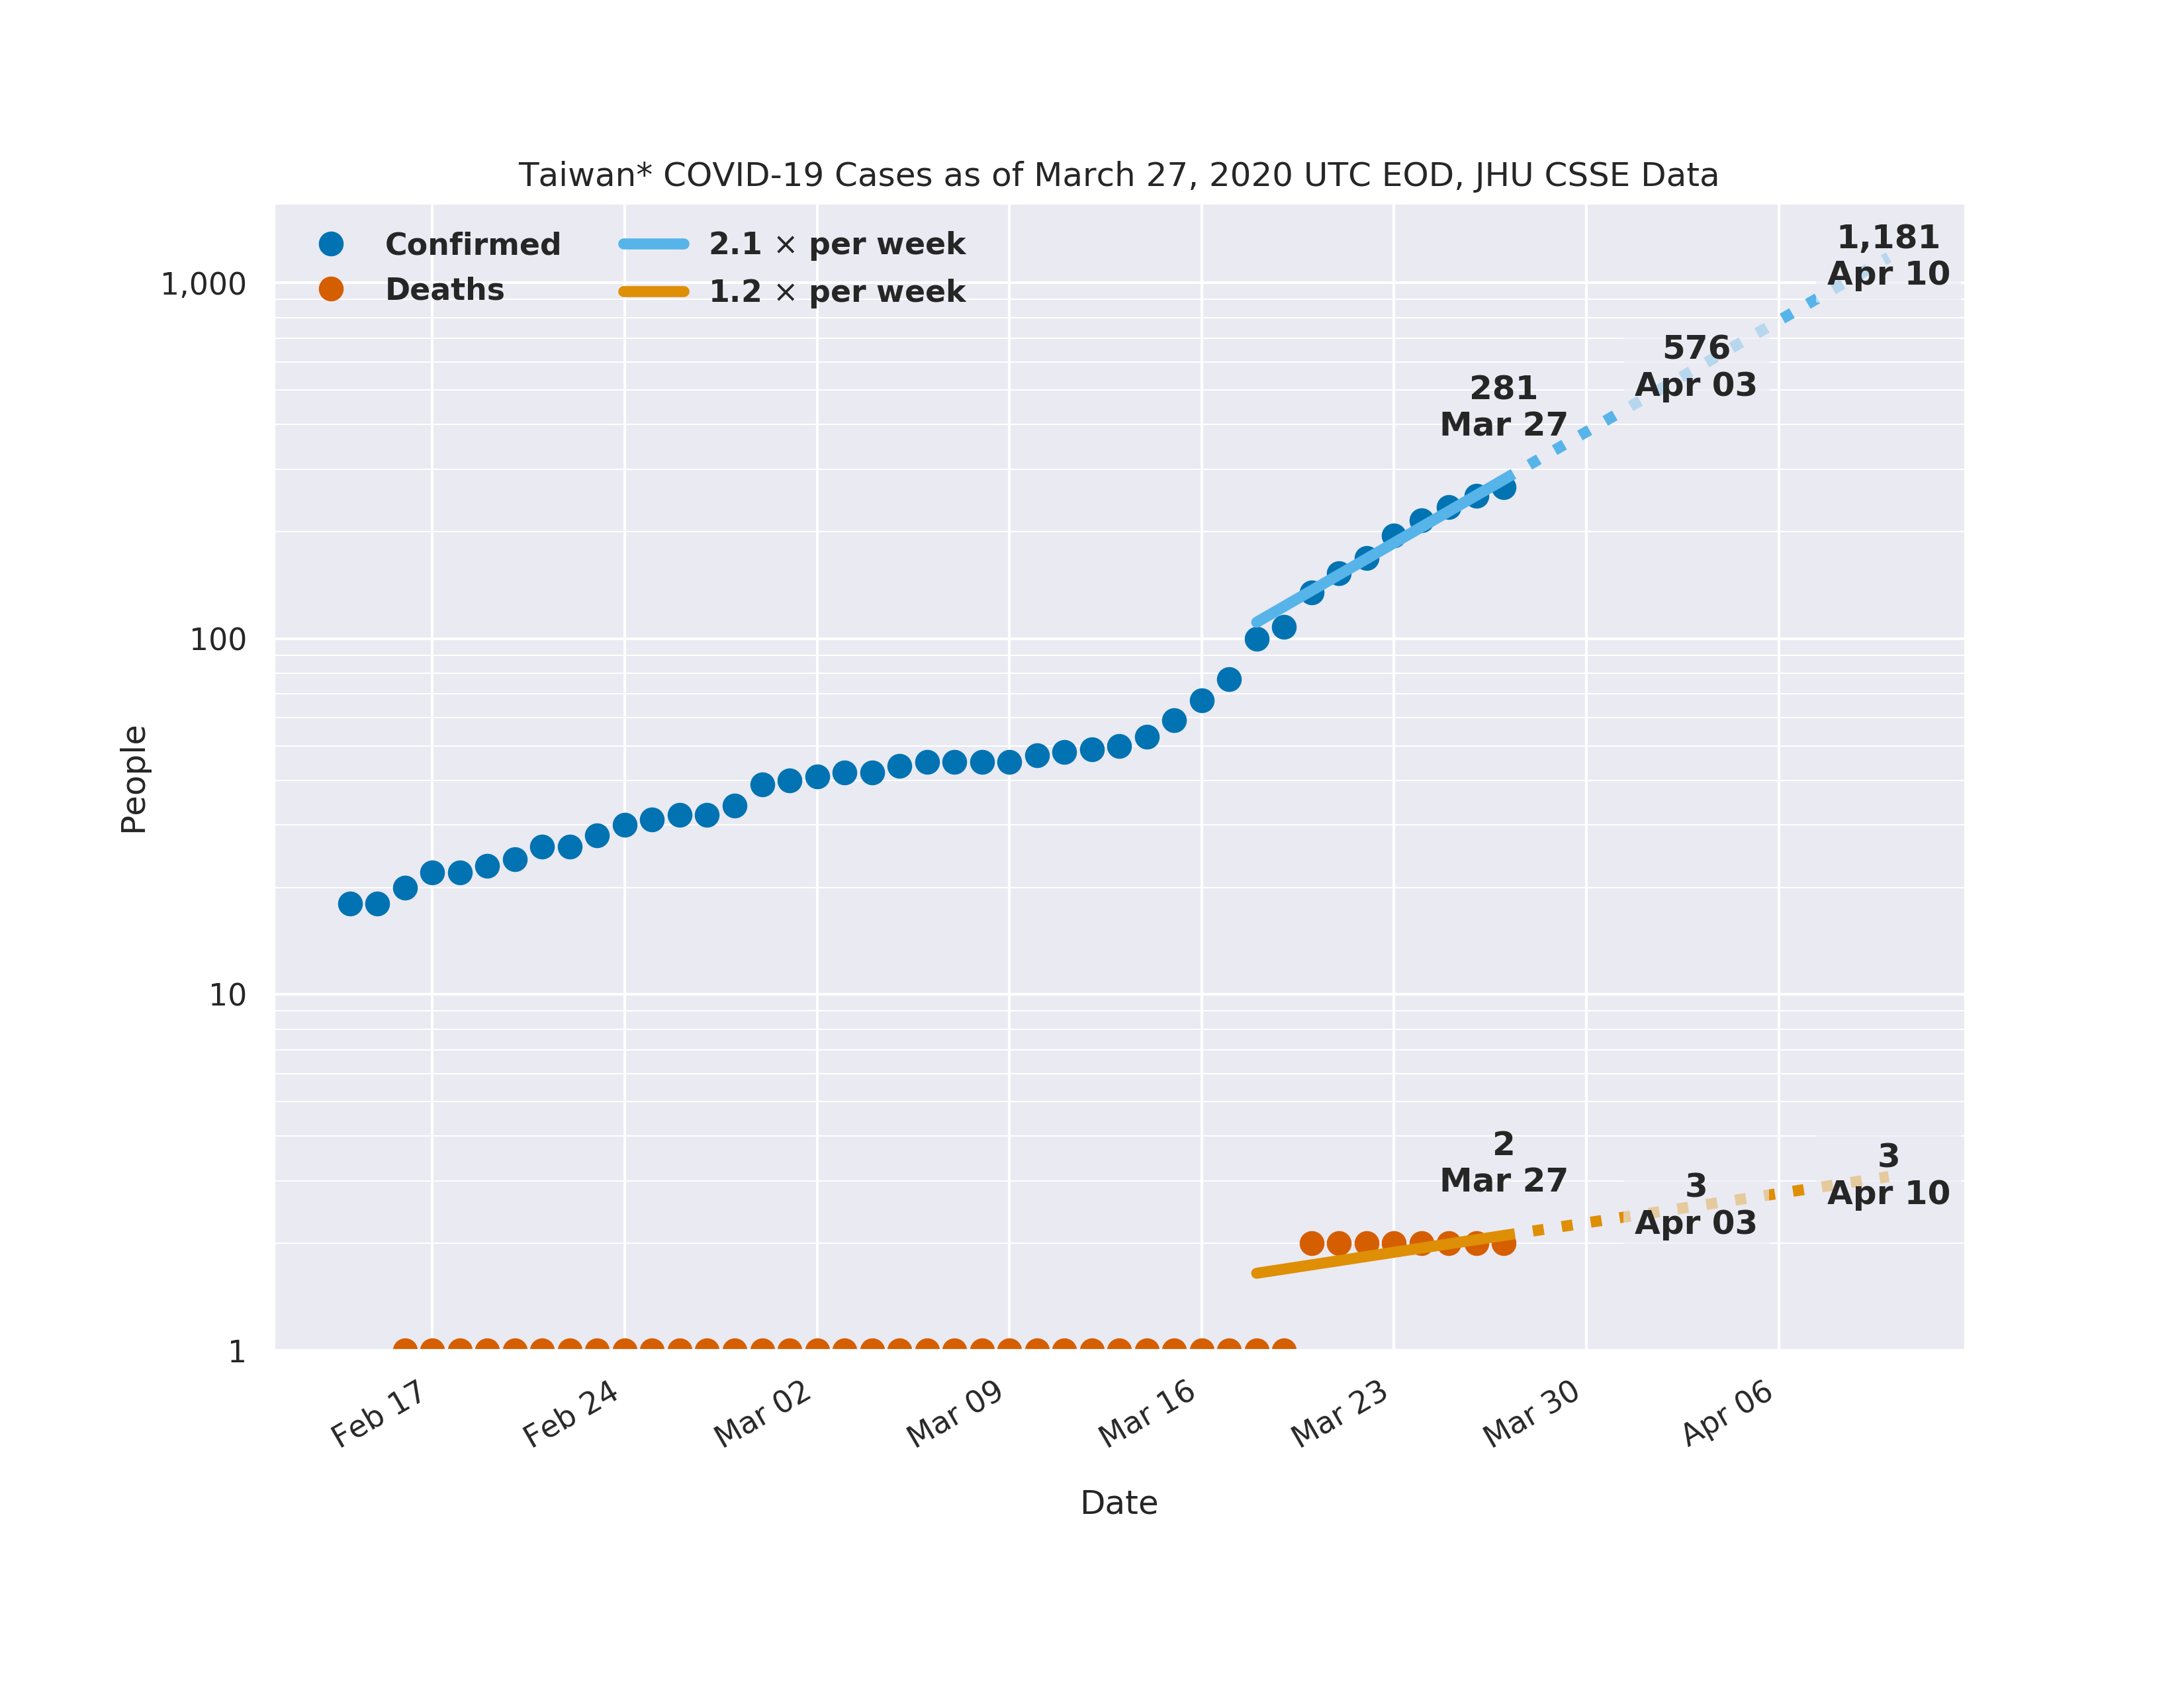 Taiwan* COVID-19 Cases as of March 27, 2020 UTC EOD, JHU CSSE Data
Confirmed
Deaths
2.1 × per week
1.2 × per week
1,181
Apr 10
576
Apr 03
281
Mar 27
2
Mar 27
3
Apr 03
3
Apr 10
People
1,000
100
10
1
Feb 17
Feb 24
Mar 02
Mar 09
Mar 16
Mar 23
Mar 30
Apr 06
Date